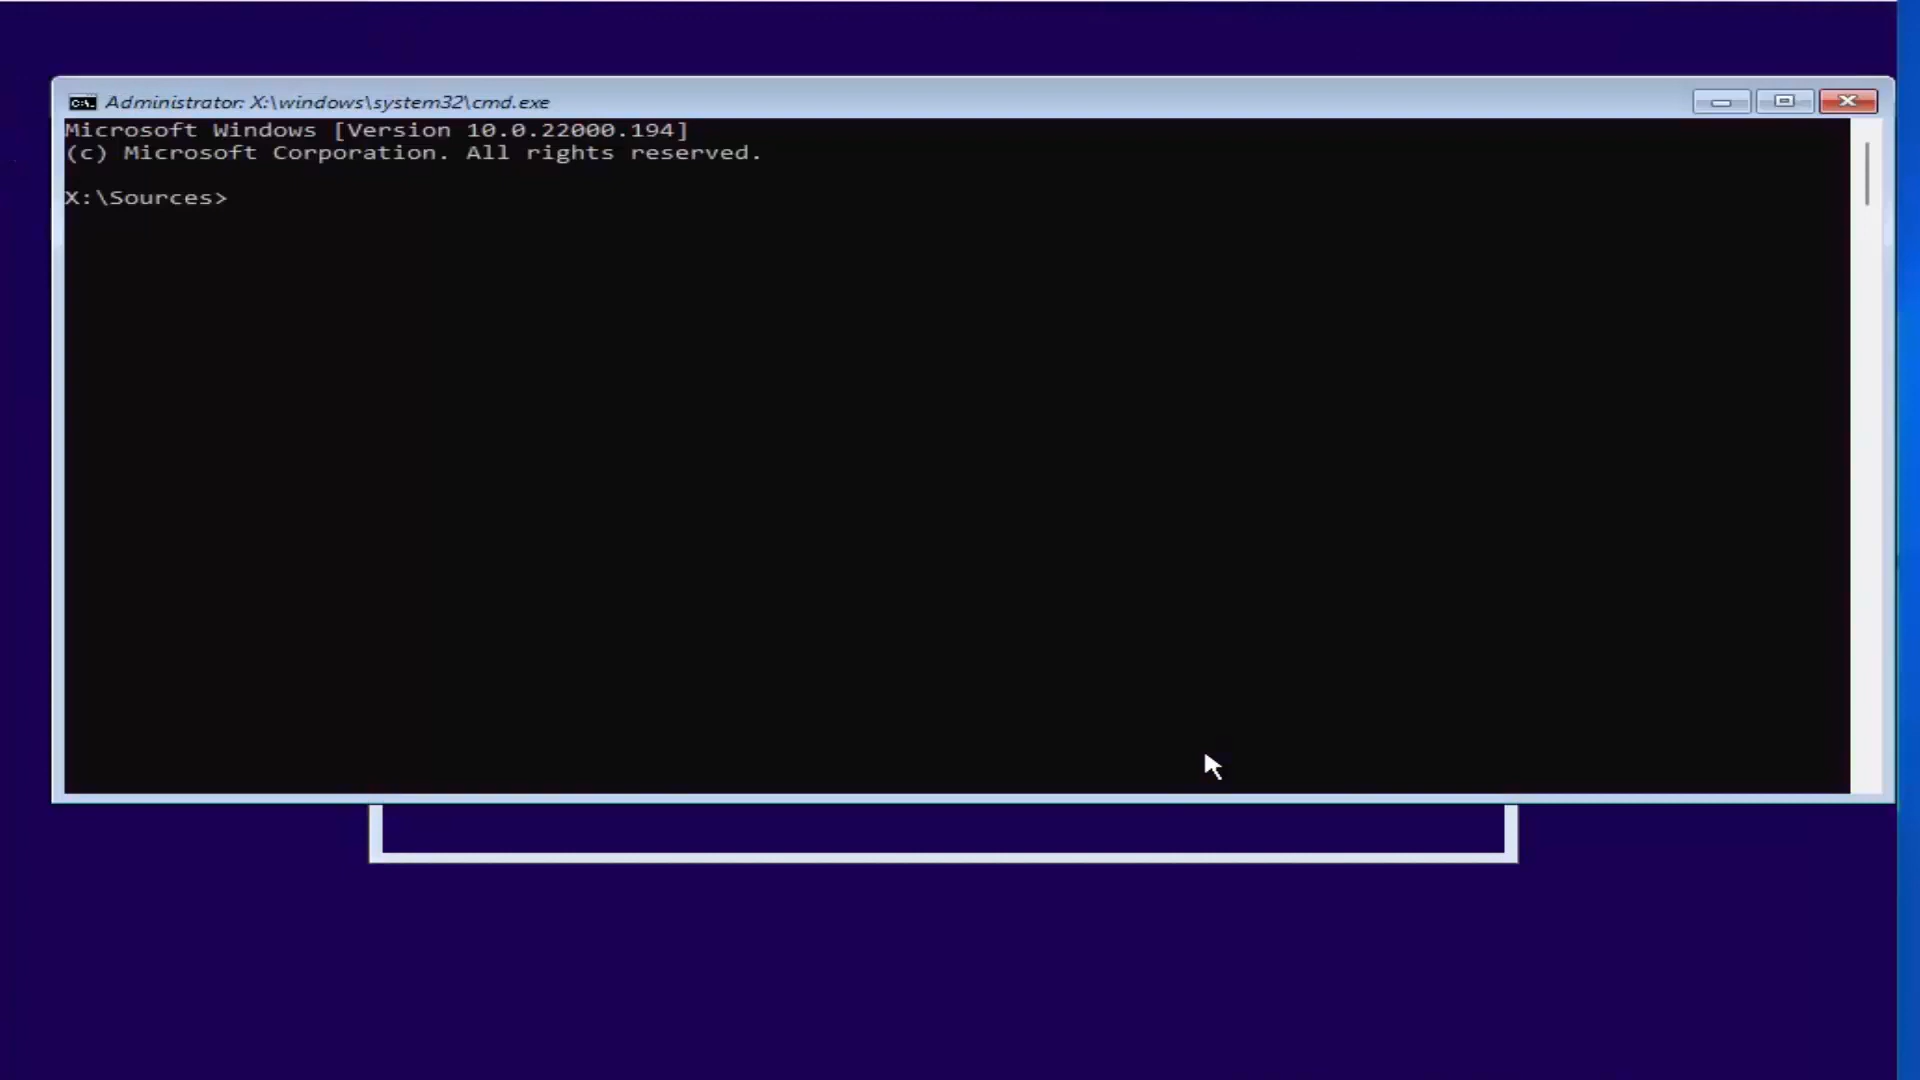 Administrator: X:\windows\system32\cmd.exe
Microsoft Windows [Version 10.0.22000.194]
(c) Microsoft Corporation. All rights reserved.
X:\Sources>